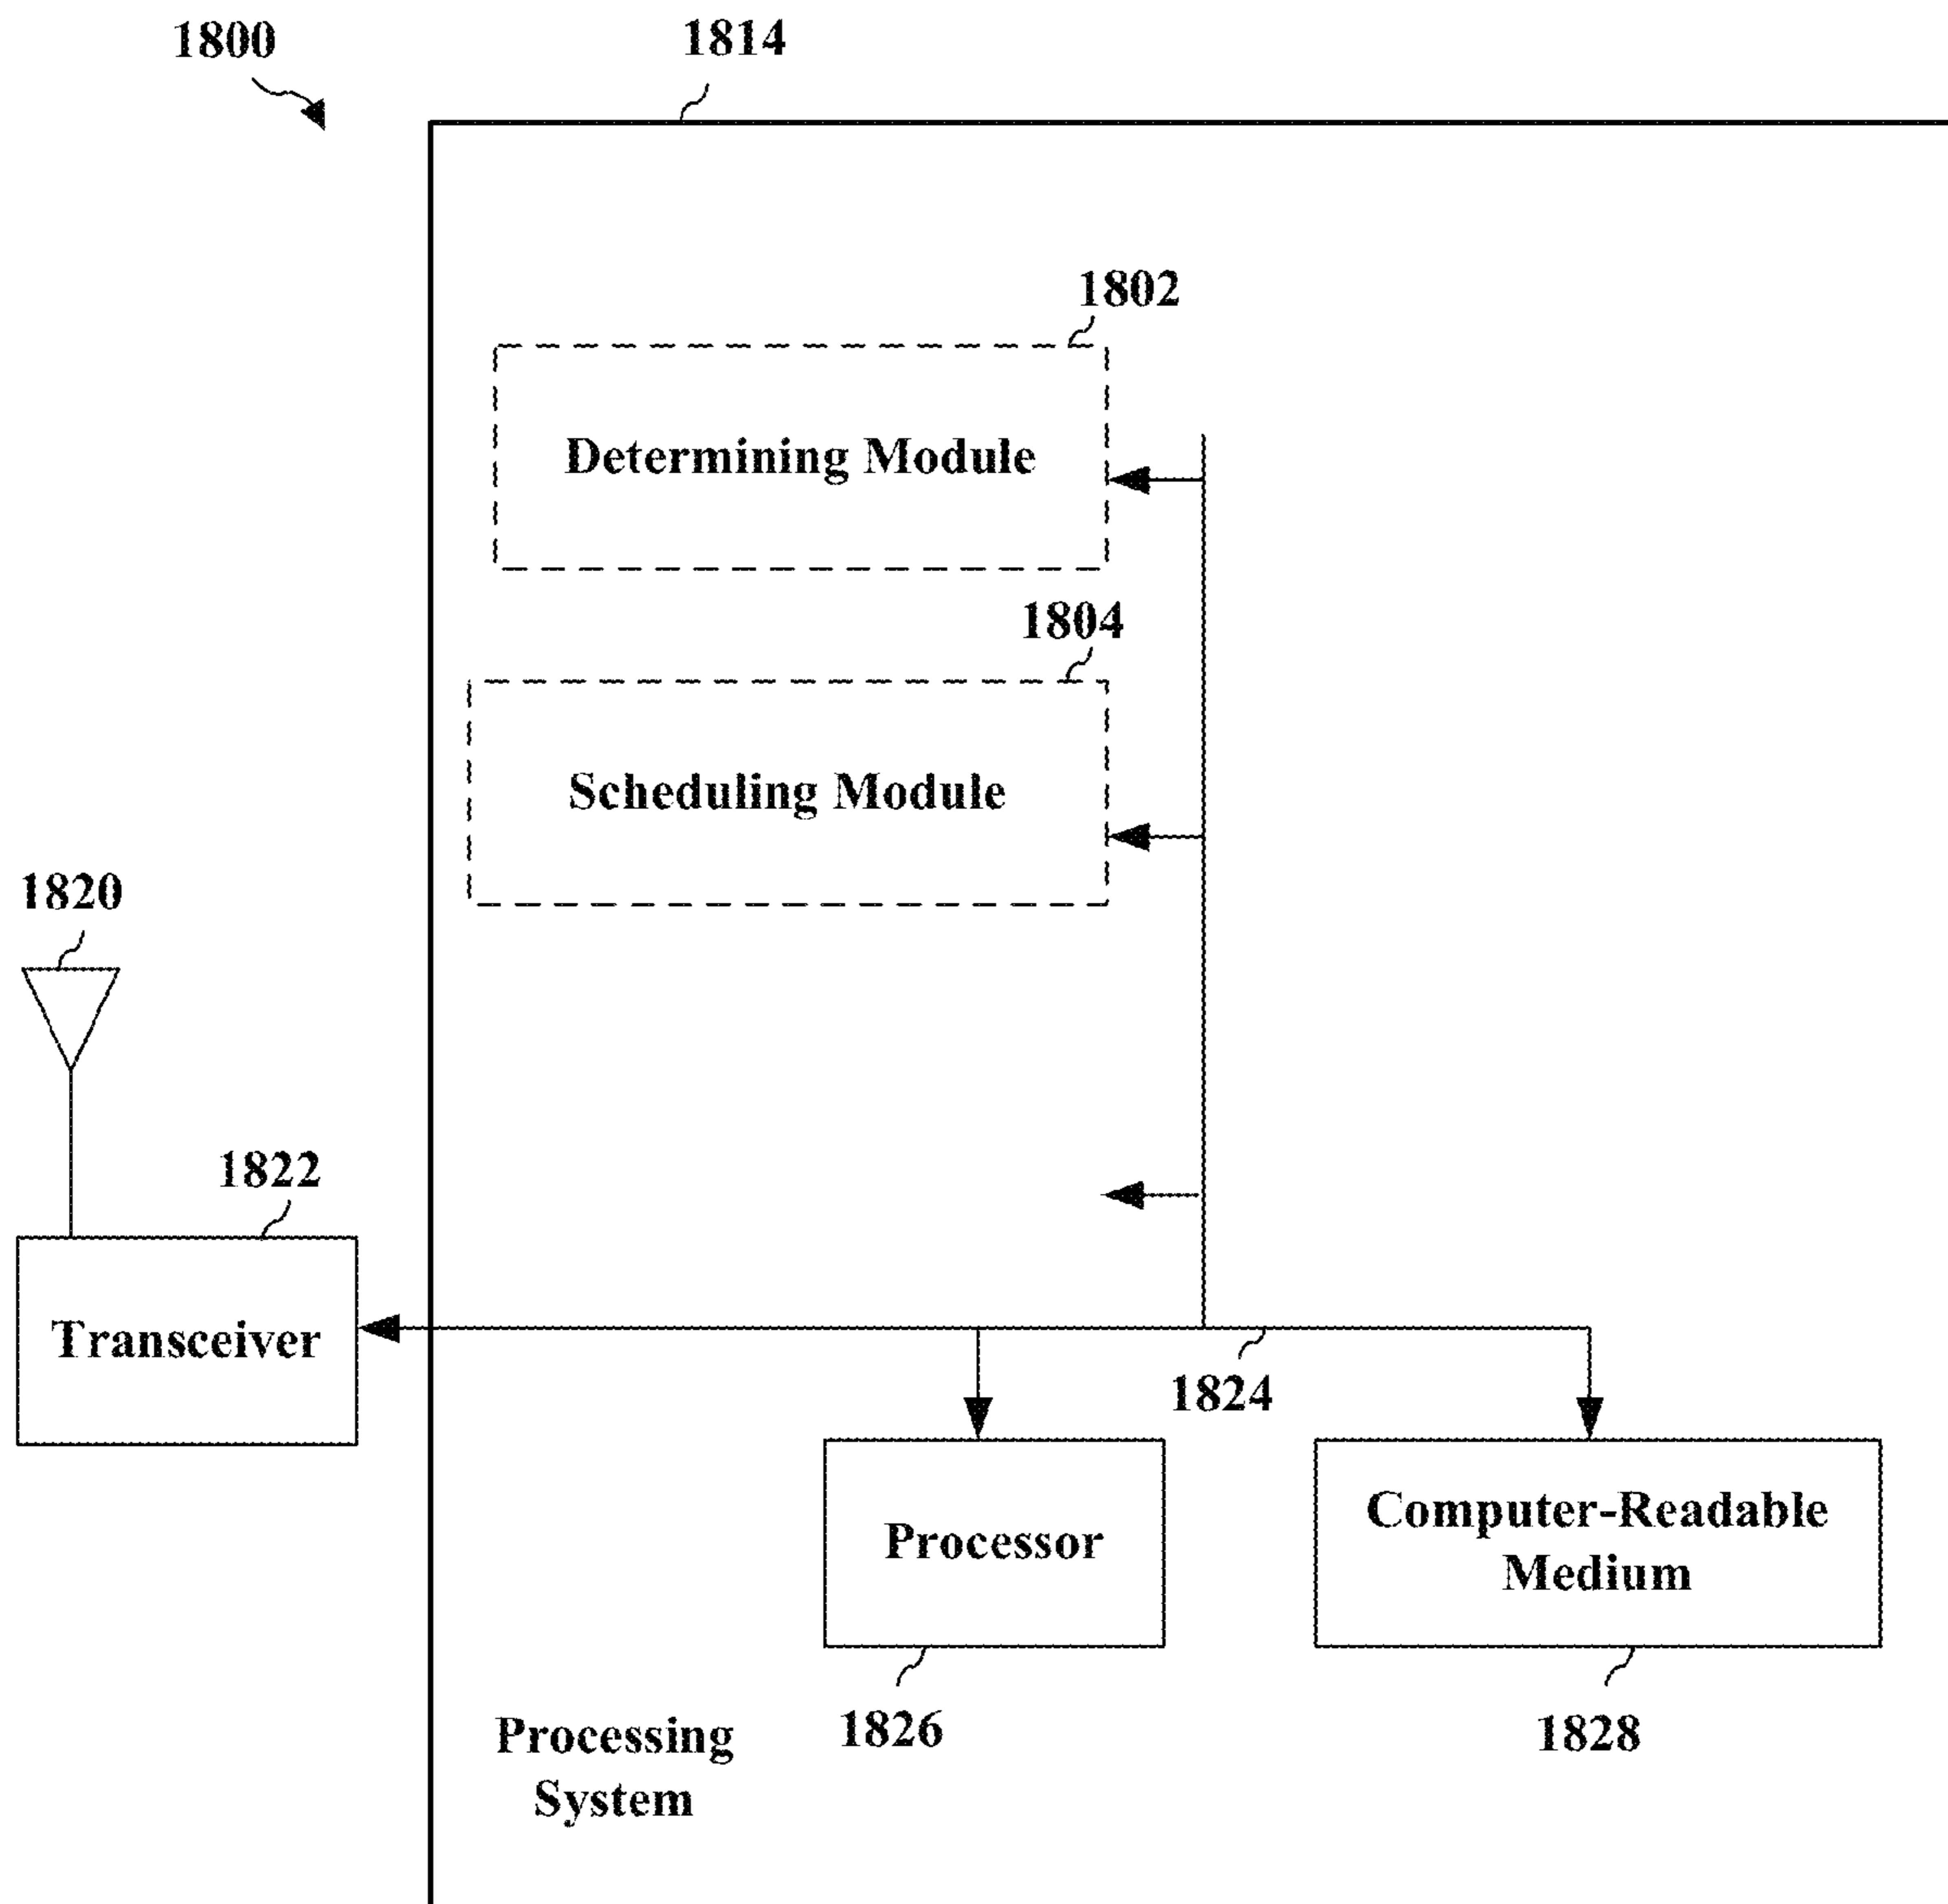 1800
1814
1802
Determining Module
1804
Scheduling Module
1820
1822
Transceiver
1824
Processor
Computer-Readable
Medium
1826
1828
Processing
System